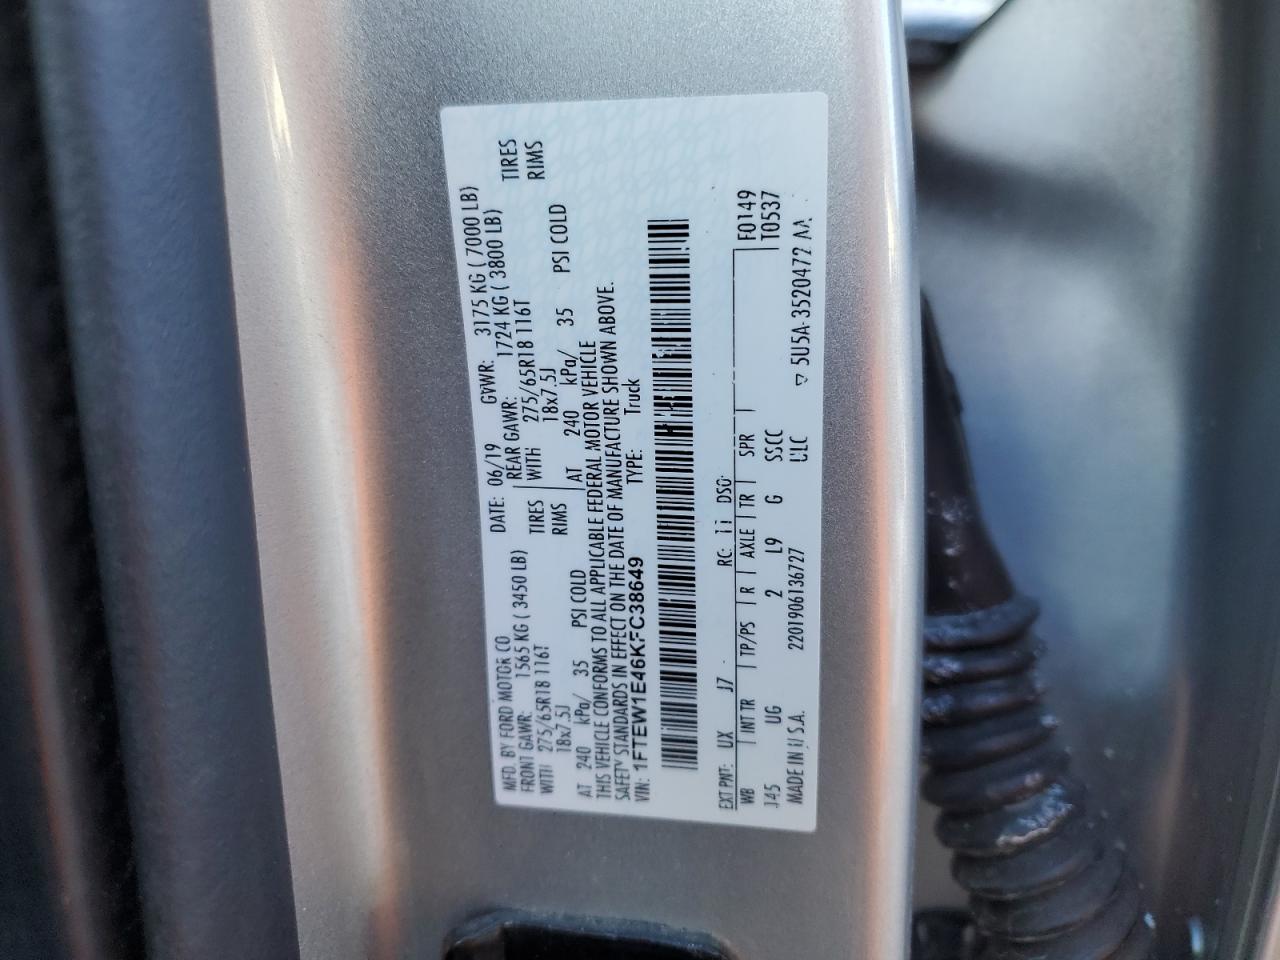 MFD. BY FORD MOTOR CO DATE: 06/19 GVWR: 3175 KG ( 7000 LB)
FRONT GAWR: 1565 KG ( 3450 LB) REAR GAWR: 1724 KG ( 3800 LB)
WITH 275/65R18 116T TIRES WITH 275/65R18 116T TIRES
18x7.5J RIMS 18x7.5J RIMS
AT 240 kPa/ 35 PSI COLD AT 240 kPa/ 35 PSI COLD
THIS VEHICLE CONFORMS TO ALL APPLICABLE FEDERAL MOTOR VEHICLE
SAFETY STANDARDS IN EFFECT ON THE DATE OF MANUFACTURE SHOWN ABOVE.
VIN: 1FTEW1E46KFC38649 TYPE: Truck
EXT PNT: UX J7 RC: 11 DSO: F0149
WB INT TR TP/PS R AXLE TR SPR T0537
145 UG 2 L9 G SSCC
MADE IN U.S.A. 2201906136727 ULC ▽ 5U5A-3520472 AA